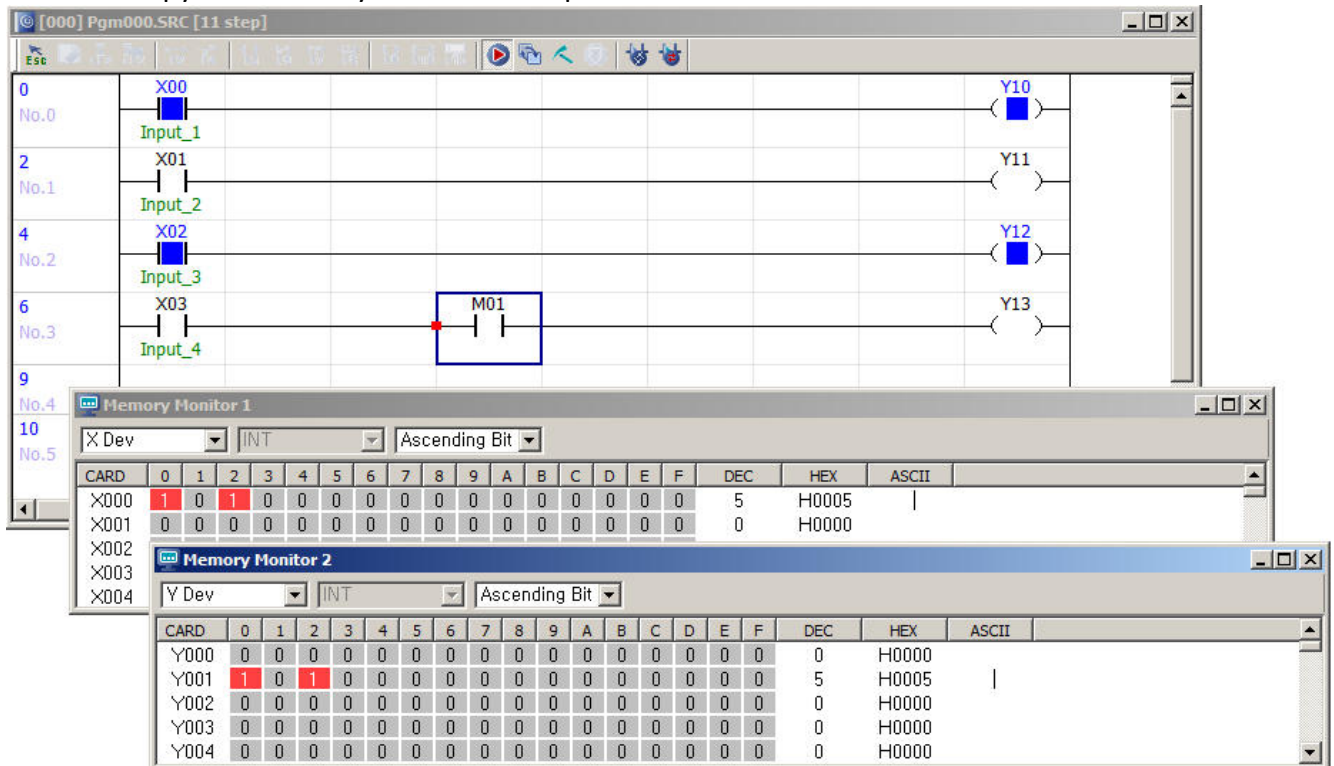 [000] Pgm000.SRC [11 step]
Esc
0 X00 Y10
No.0
Input_1
2 X01 Y11
No.1
Input_2
4 X02 Y12
No.2
Input_3
6 X03 M01 Y13
No.3
Input_4
9
No.4
10
No.5
Memory Monitor 1
X Dev INT Ascending Bit
CARD 0 1 2 3 4 5 6 7 8 9 A B C D E F DEC HEX ASCII
X000 1 0 1 0 0 0 0 0 0 0 0 0 0 0 0 0 5 H0005 |
X001 0 0 0 0 0 0 0 0 0 0 0 0 0 0 0 0 0 H0000
X002
X003
X004
Memory Monitor 2
Y Dev INT Ascending Bit
CARD 0 1 2 3 4 5 6 7 8 9 A B C D E F DEC HEX ASCII
Y000 0 0 0 0 0 0 0 0 0 0 0 0 0 0 0 0 0 H0000
Y001 1 0 1 0 0 0 0 0 0 0 0 0 0 0 0 0 5 H0005 |
Y002 0 0 0 0 0 0 0 0 0 0 0 0 0 0 0 0 0 H0000
Y003 0 0 0 0 0 0 0 0 0 0 0 0 0 0 0 0 0 H0000
Y004 0 0 0 0 0 0 0 0 0 0 0 0 0 0 0 0 0 H0000